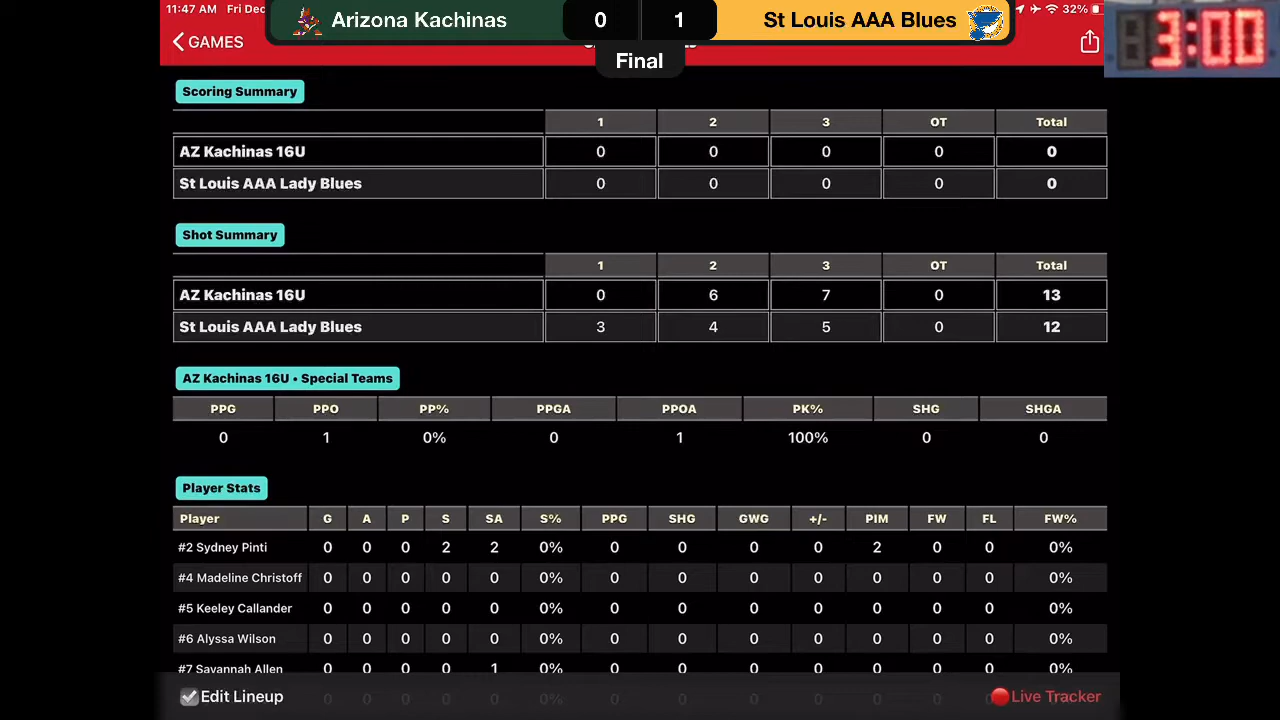 11:47 AM Fri Dec
Arizona Kachinas 0 1 St Louis AAA Blues
32%
3:00
GAMES
Final
Scoring Summary
1 2 3 OT Total
AZ Kachinas 16U 0 0 0 0 0
St Louis AAA Lady Blues 0 0 0 0 0
Shot Summary
1 2 3 OT Total
AZ Kachinas 16U 0 6 7 0 13
St Louis AAA Lady Blues 3 4 5 0 12
AZ Kachinas 16U • Special Teams
PPG PPO PP% PPGA PPOA PK% SHG SHGA
0 1 0% 0 1 100% 0 0
Player Stats
Player G A P S SA S% PPG SHG GWG +/- PIM FW FL FW%
#2 Sydney Pinti 0 0 0 2 2 0% 0 0 0 0 2 0 0 0%
#4 Madeline Christoff 0 0 0 0 0 0% 0 0 0 0 0 0 0 0%
#5 Keeley Callander 0 0 0 0 0 0% 0 0 0 0 0 0 0 0%
#6 Alyssa Wilson 0 0 0 0 0 0% 0 0 0 0 0 0 0 0%
#7 Savannah Allen 0 0 0 0 1 0% 0 0 0 0 0 0 0 0%
Edit Lineup
Live Tracker